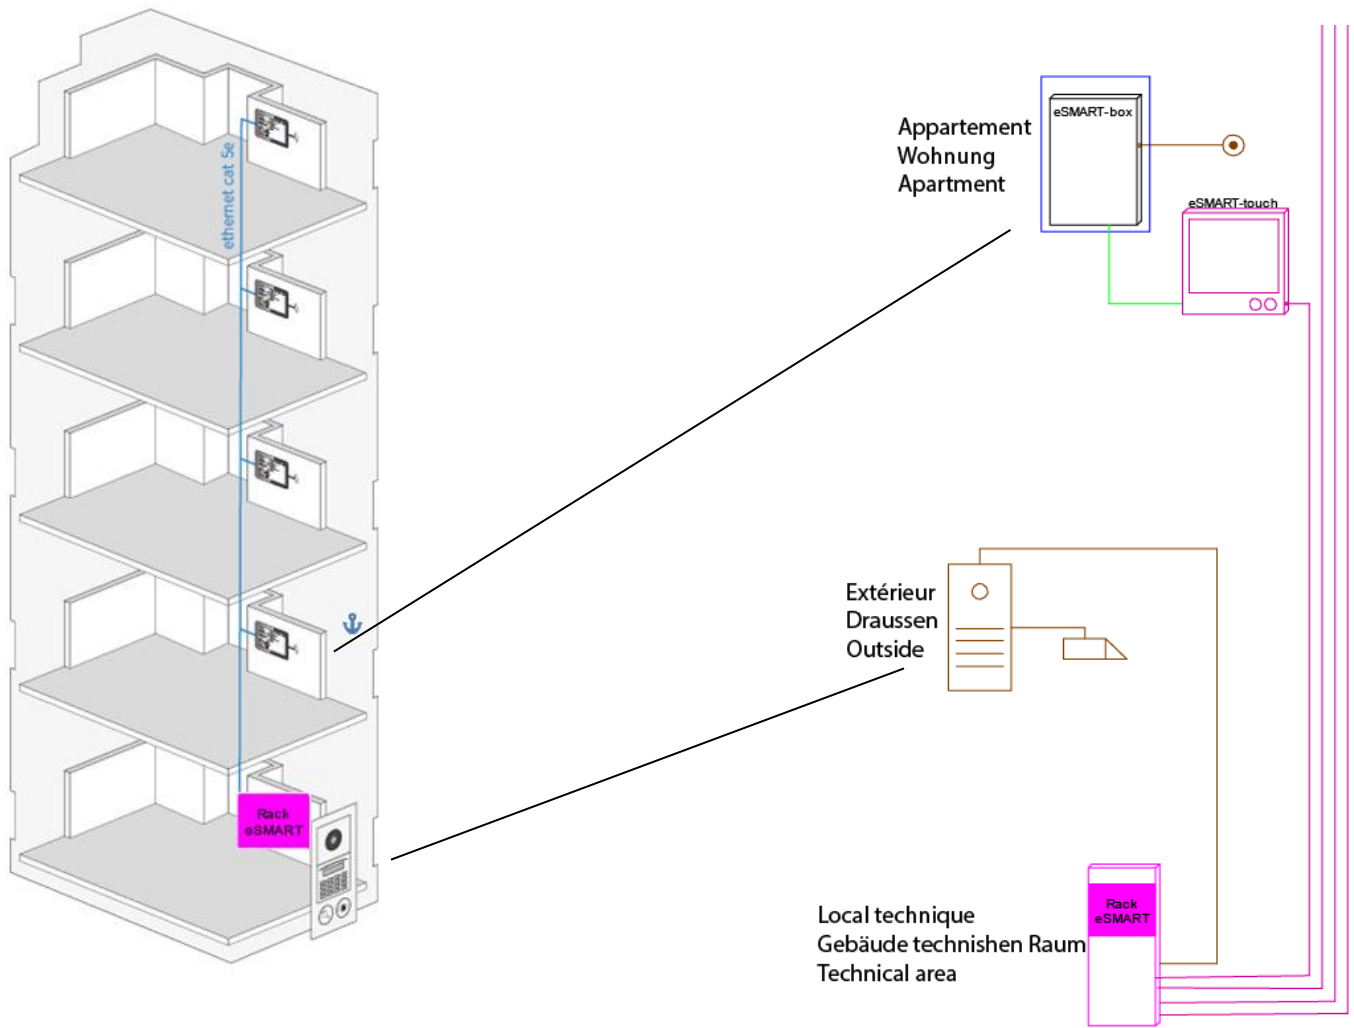 ethernet cat 5e
Rack
eSMART
Appartement
Wohnung
Apartment
eSMART-box
eSMART-touch
Extérieur
Draussen
Outside
Local technique
Gebäude technishen Raum
Technical area
Rack
eSMART